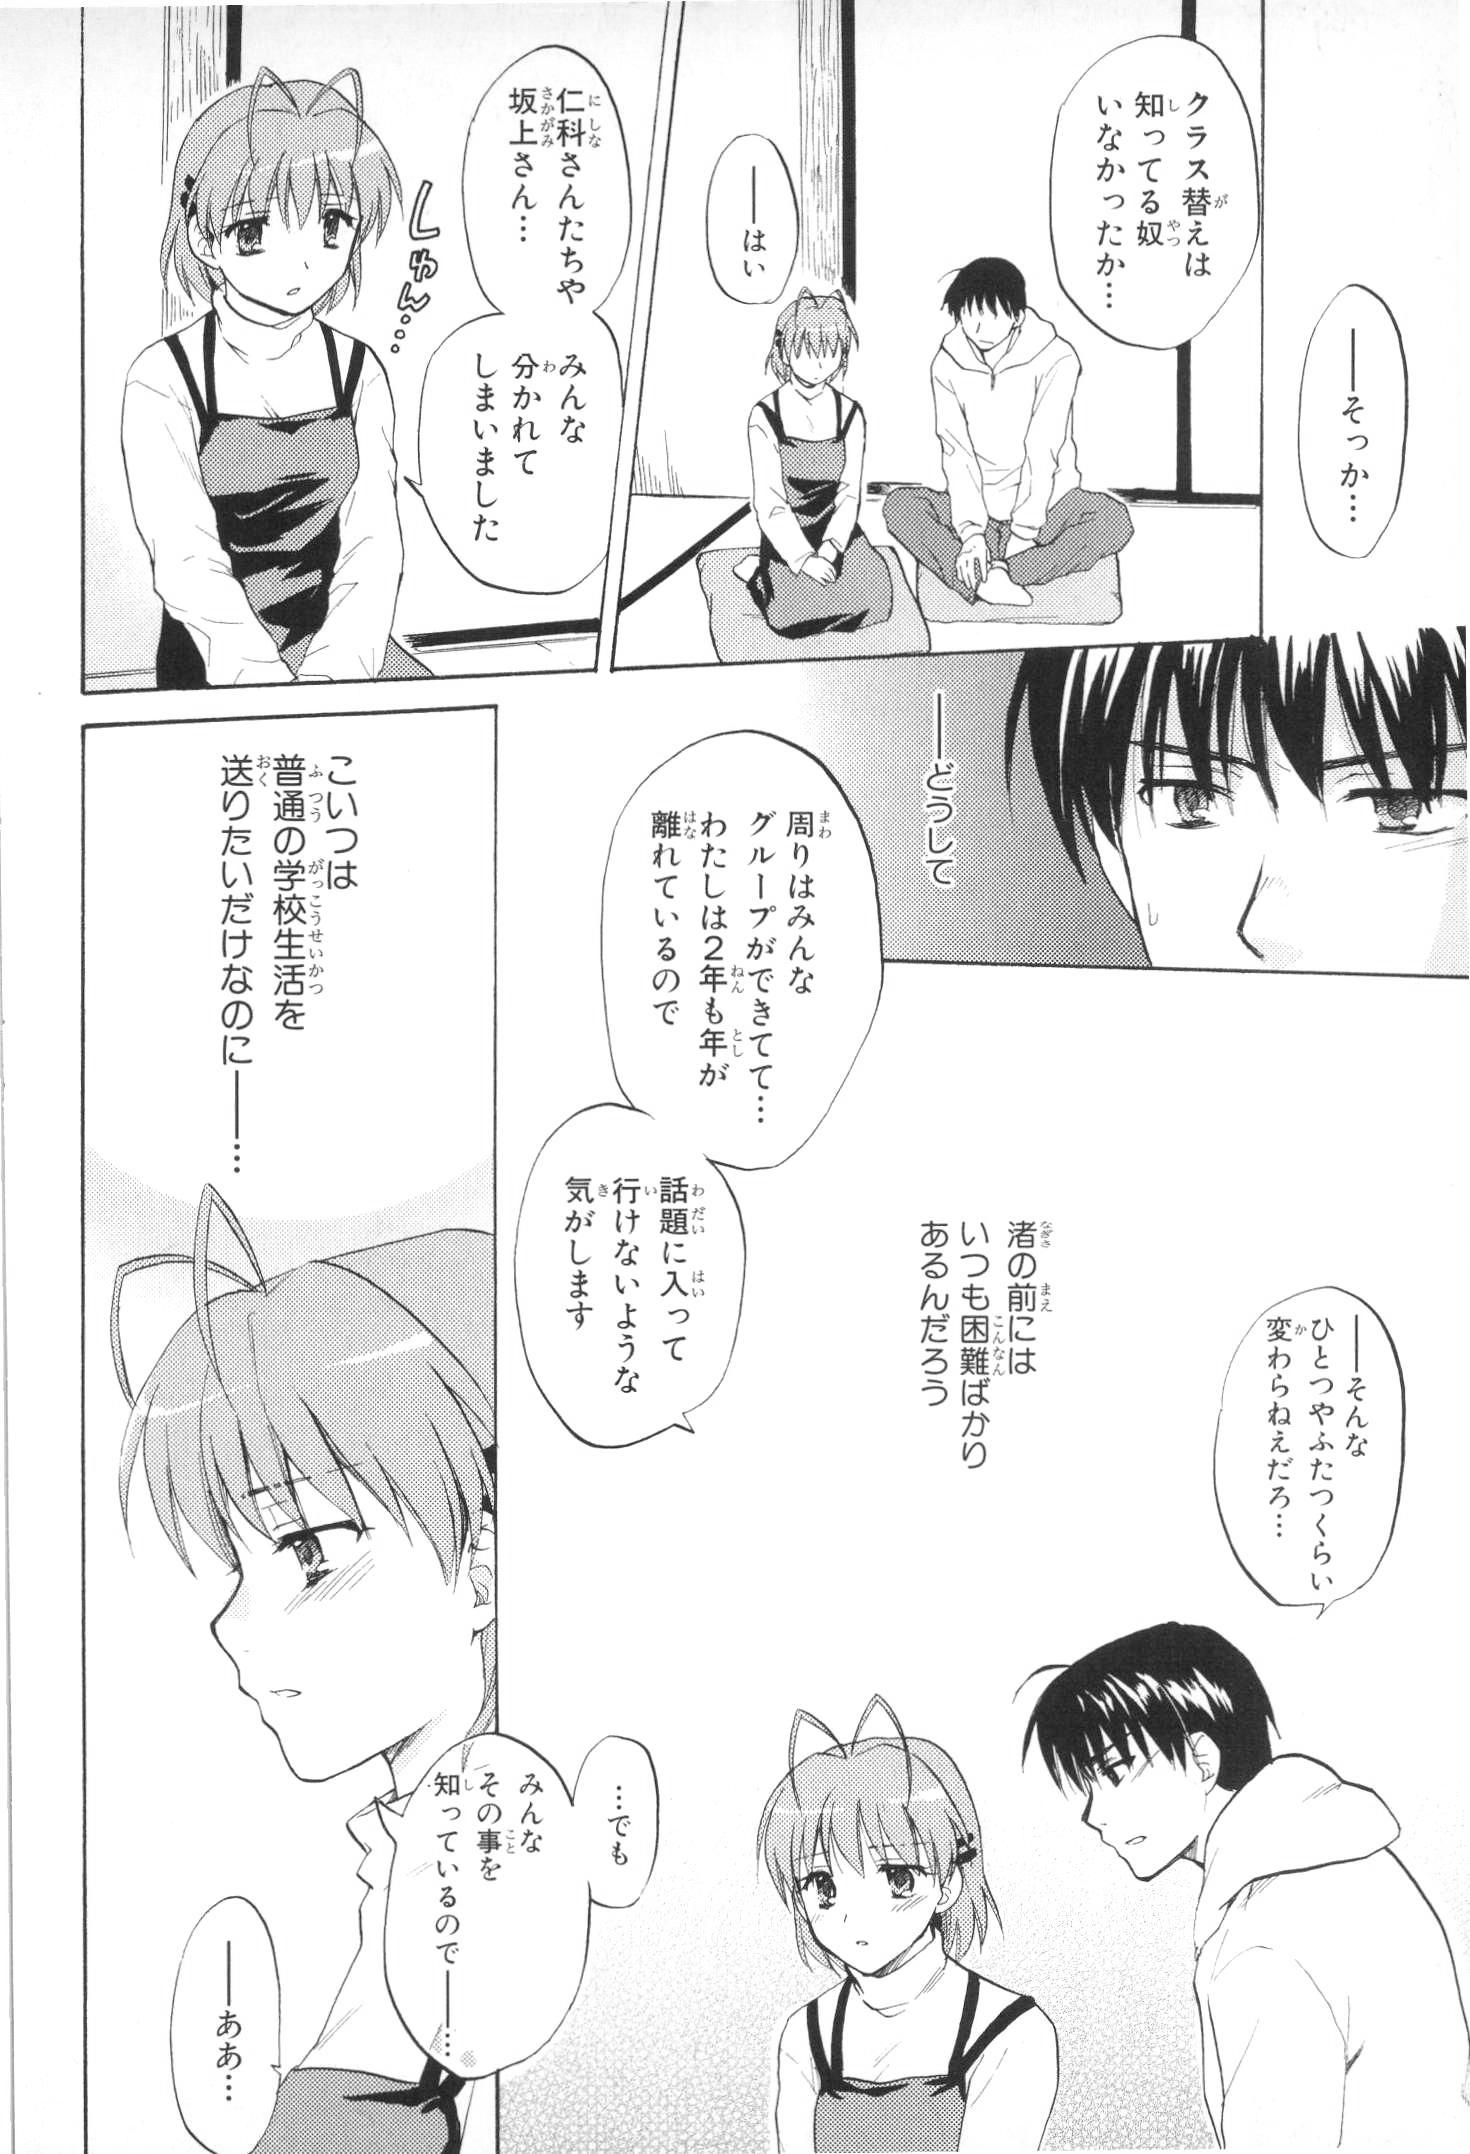 ――そっか…
クラス替えは
知ってる奴
いなかったか…
――はい
仁科さんたちや
坂上さん…
みんな
分かれて
しまいました
しゅん…
――どうして
周りはみんな
グループができてて…
わたしは2年も年が
離れているので
話題に入って
行けないような
気がします
渚の前には
いつも困難ばかり
あるんだろう
――そんな
ひとつやふたつくらい
変わらねえだろ…
こいつは
普通の学校生活を
送りたいだけなのに――…
…でも
みんな
その事を
知っているので――…
――ああ…